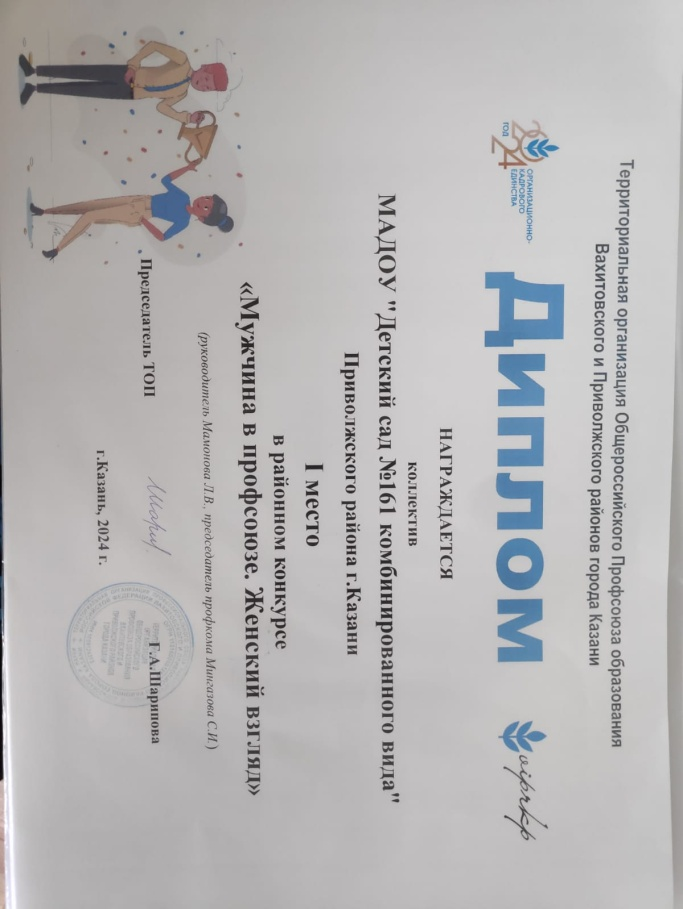 Территориальная организация Общероссийского Профсоюза образования
Вахитовского и Приволжского районов города Казани
2024
ГОД
ОРГАНИЗАЦИОННО-
КАДРОВОГО
ЕДИНСТВА
Диплом
НАГРАЖДАЕТСЯ
коллектив
МАДОУ "Детский сад №161 комбинированного вида"
Приволжского района г.Казани
I место
в районном конкурсе
«Мужчина в профсоюзе. Женский взгляд»
(руководитель Мамонова Л.В., председатель профкома Мингазова С.И.)
Председатель ТОП
Г.А.Шарипова
г.Казань, 2024 г.